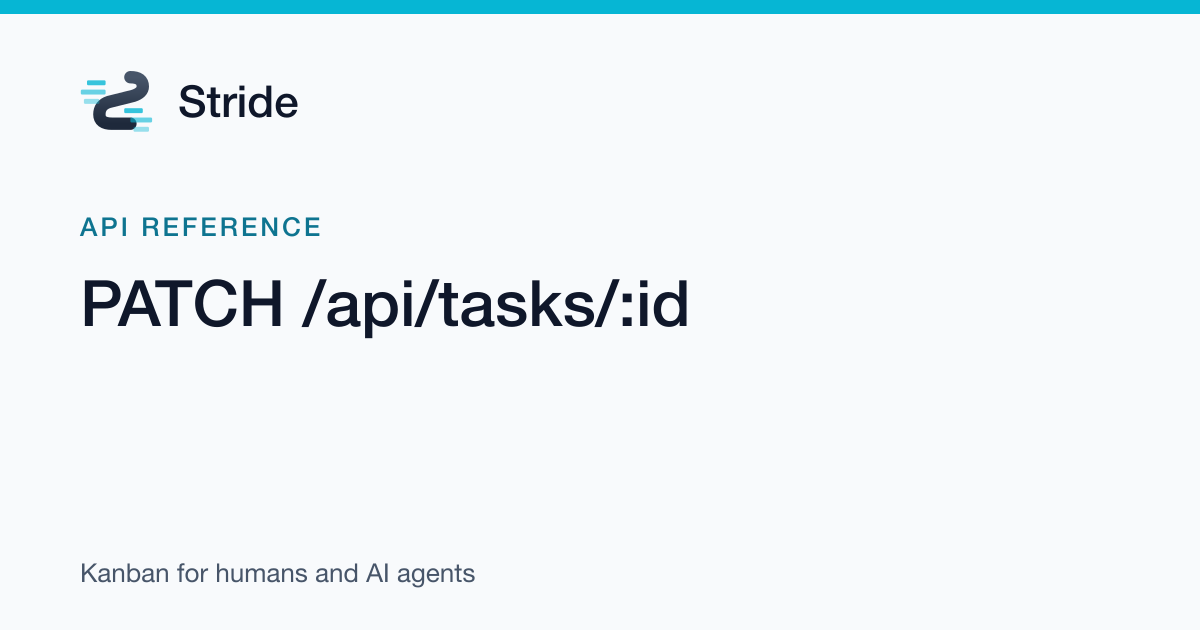 Stride
API REFERENCE
PATCH /api/tasks/:id
Kanban for humans and AI agents